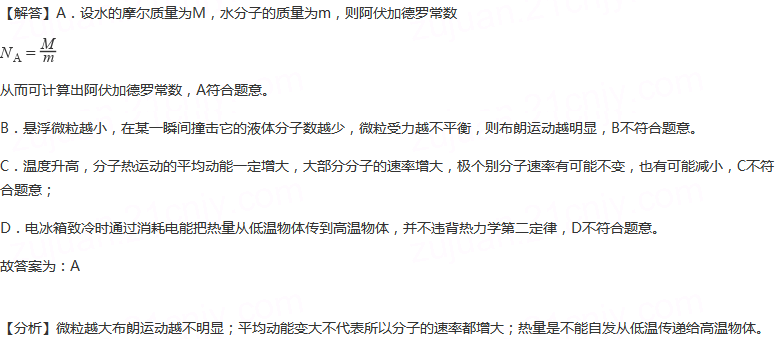 【解答】A．设水的摩尔质量为M，水分子的质量为m，则阿伏加德罗常数
N_A = M/m
从而可计算出阿伏加德罗常数，A符合题意。
B．悬浮微粒越小，在某一瞬间撞击它的液体分子数越少，微粒受力越不平衡，则布朗运动越明显，B不符合题意。
C．温度升高，分子热运动的平均动能一定增大，大部分分子的速率增大，极个别分子速率有可能不变，也有可能减小，C不符
合题意；
D．电冰箱致冷时通过消耗电能把热量从低温物体传到高温物体，并不违背热力学第二定律，D不符合题意。
故答案为：A
【分析】微粒越大布朗运动越不明显；平均动能变大不代表所以分子的速率都增大；热量是不能自发从低温传递给高温物体。